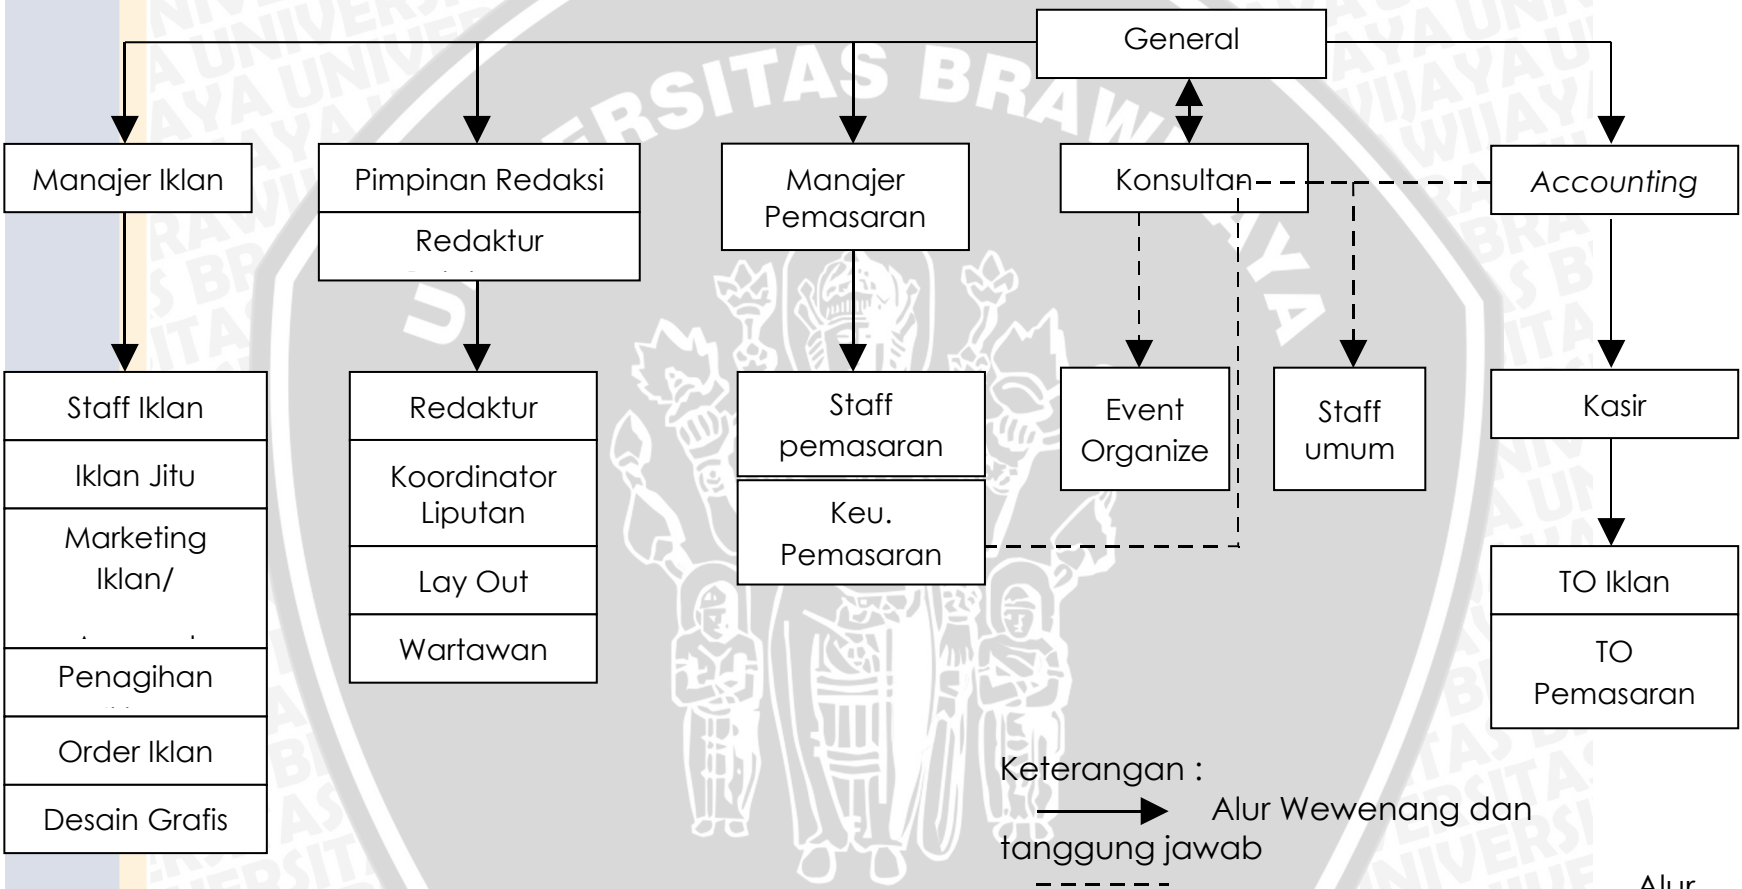 General
Manajer Iklan
Pimpinan Redaksi
Redaktur
Manajer
Pemasaran
Konsultan
Accounting
Staff Iklan
Iklan Jitu
Marketing
Iklan/
Penagihan
Order Iklan
Desain Grafis
Redaktur
Koordinator
Liputan
Lay Out
Wartawan
Staff
pemasaran
Keu.
Pemasaran
Event
Organize
Staff
umum
Kasir
TO Iklan
TO
Pemasaran
Keterangan :
Alur Wewenang dan
tanggung jawab
Alur
UNIVERSITAS BRAWIJAYA